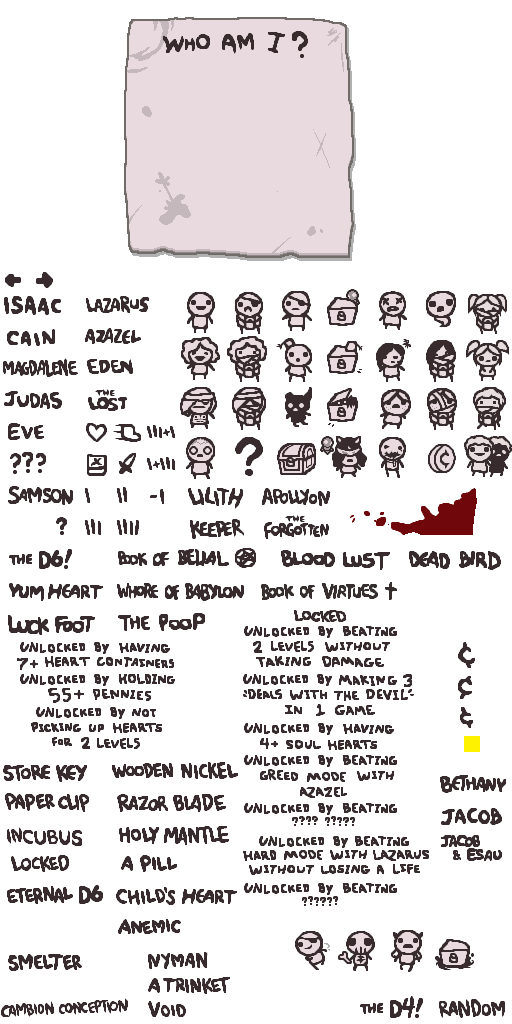 WHO AM I?
ISAAC LAZARUS
CAIN AZAZEL
MAGDALENE EDEN
JUDAS THE LOST
EVE
???
III+I
I+III
?
SAMSON I II -I LILITH APOLLYON
? III IIII KEEPER THE FORGOTTEN
THE D6! BOOK OF BELIAL BLOOD LUST DEAD BIRD
YUM HEART WHORE OF BABYLON BOOK OF VIRTUES
LUCK FOOT THE POOP
UNLOCKED BY HAVING
7+ HEART CONTAINERS
UNLOCKED BY HOLDING
55+ PENNIES
UNLOCKED BY NOT
PICKING UP HEARTS
FOR 2 LEVELS
LOCKED
UNLOCKED BY BEATING
2 LEVELS WITHOUT
TAKING DAMAGE
UNLOCKED BY MAKING 3
"DEALS WITH THE DEVIL"
IN 1 GAME
UNLOCKED BY HAVING
4+ SOUL HEARTS
UNLOCKED BY BEATING
GREED MODE WITH
AZAZEL
UNLOCKED BY BEATING
???? ?????
UNLOCKED BY BEATING
HARD MODE WITH LAZARUS
WITHOUT LOSING A LIFE
UNLOCKED BY BEATING
??????
¢
¢
¢
STORE KEY WOODEN NICKEL
PAPER CLIP RAZOR BLADE
INCUBUS HOLY MANTLE
LOCKED A PILL
ETERNAL D6 CHILD'S HEART
ANEMIC
SMELTER NYMAN
A TRINKET
CAMBION CONCEPTION VOID
BETHANY
JACOB
JACOB
& ESAU
THE D4! RANDOM